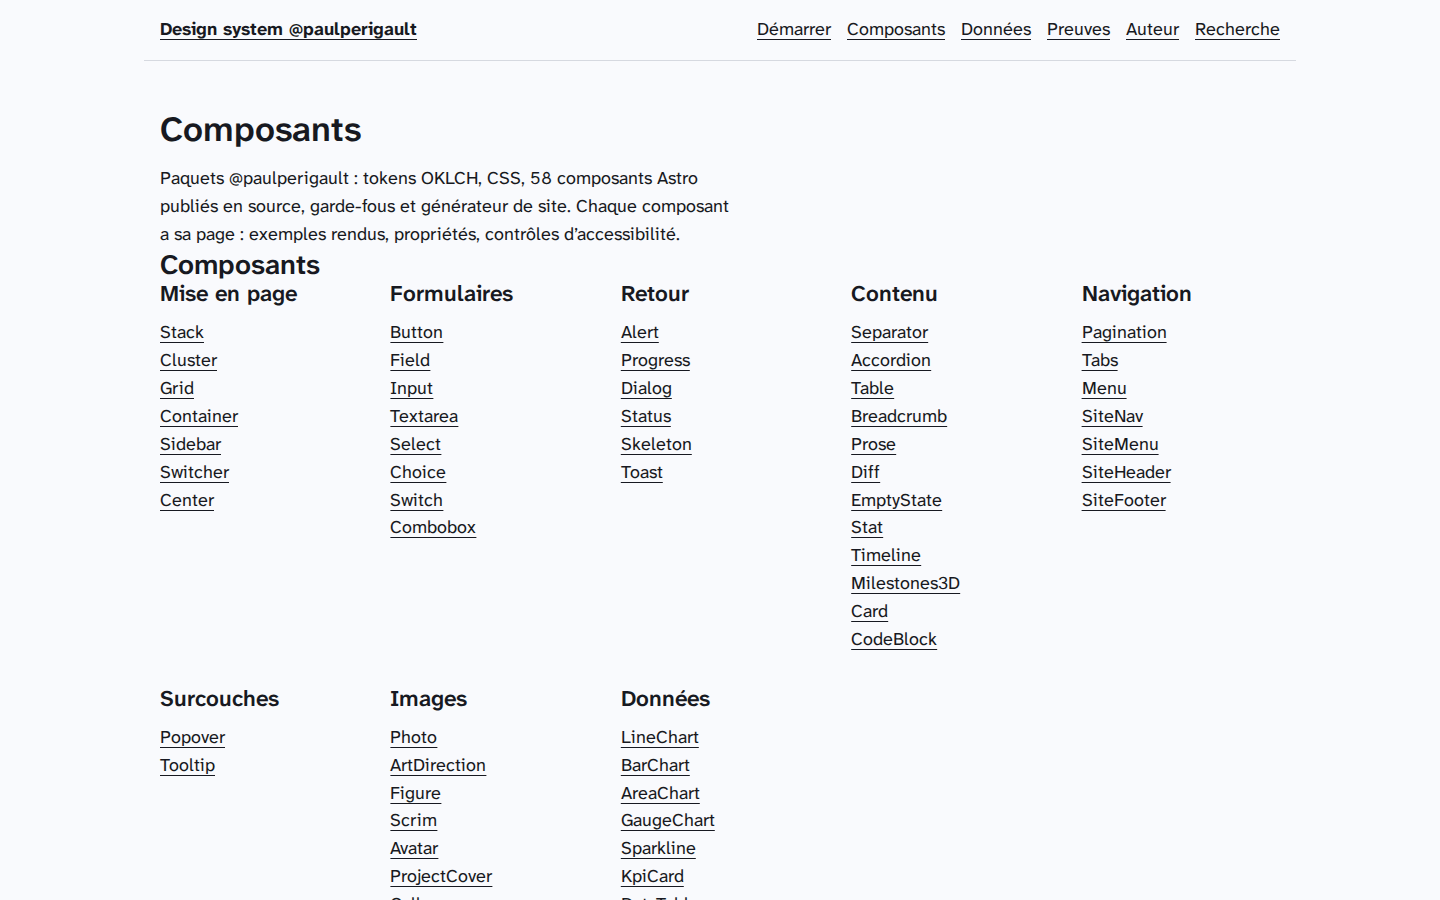 Design system @paulperigault
Démarrer Composants Données Preuves Auteur Recherche
Composants
Paquets @paulperigault : tokens OKLCH, CSS, 58 composants Astro
publiés en source, garde-fous et générateur de site. Chaque composant
a sa page : exemples rendus, propriétés, contrôles d’accessibilité.
Composants
Mise en page
Stack
Cluster
Grid
Container
Sidebar
Switcher
Center
Formulaires
Button
Field
Input
Textarea
Select
Choice
Switch
Combobox
Retour
Alert
Progress
Dialog
Status
Skeleton
Toast
Contenu
Separator
Accordion
Table
Breadcrumb
Prose
Diff
EmptyState
Stat
Timeline
Milestones3D
Card
CodeBlock
Navigation
Pagination
Tabs
Menu
SiteNav
SiteMenu
SiteHeader
SiteFooter
Surcouches
Popover
Tooltip
Images
Photo
ArtDirection
Figure
Scrim
Avatar
ProjectCover
Données
LineChart
BarChart
AreaChart
GaugeChart
Sparkline
KpiCard